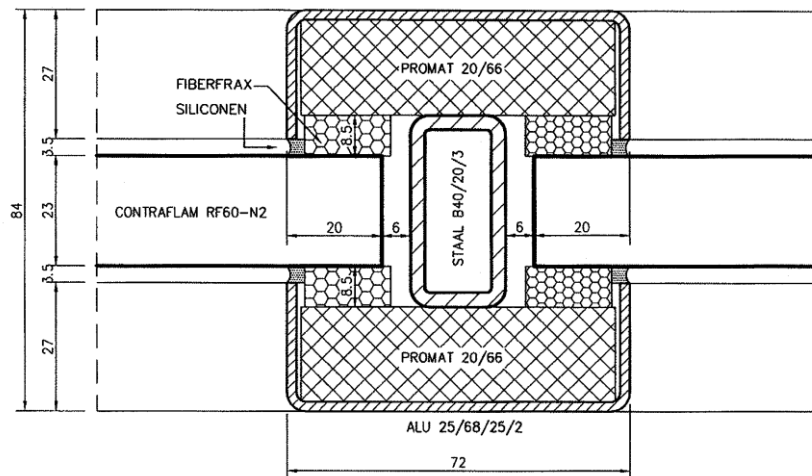 27
PROMAT 20/66
FIBERFRAX
SILICONEN
3.5
8.5
84
23
CONTRAFLAM RF60-N2
20
6
STAAL B40/20/3
6
20
3.5
8.5
27
PROMAT 20/66
ALU 25/68/25/2
72